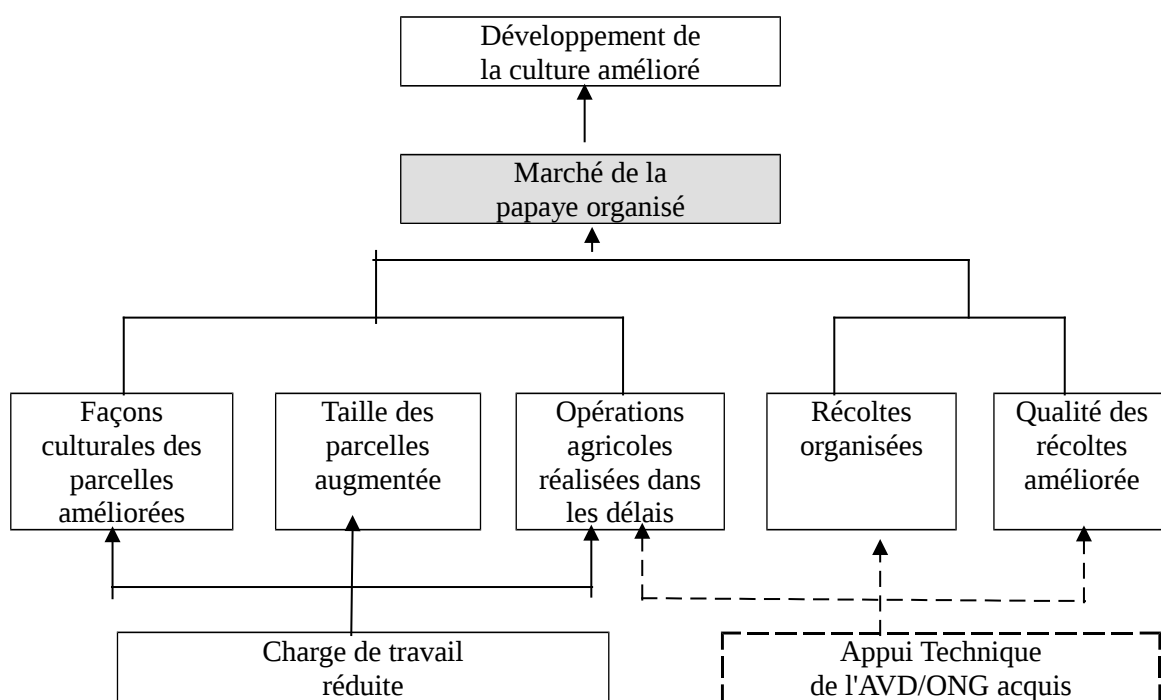 Développement de
la culture amélioré
Marché de la
papaye organisé
Façons
culturales des
parcelles
améliorées
Taille des
parcelles
augmentée
Opérations
agricoles
réalisées dans
les délais
Récoltes
organisées
Qualité des
récoltes
améliorée
Charge de travail
réduite
Appui Technique
de l'AVD/ONG acquis